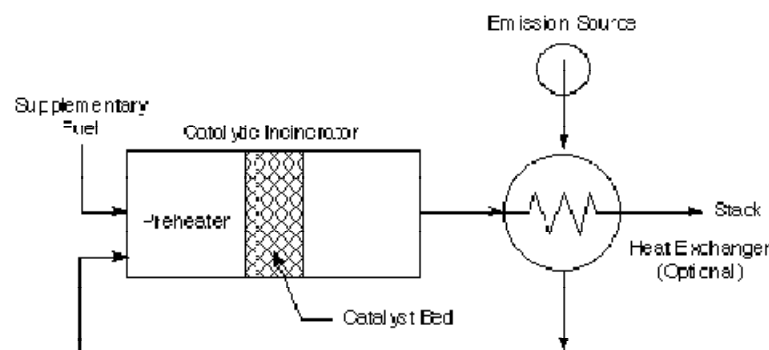 Emission Source
Supplementary
Fuel
Catalytic Incinerator
Preheater
Stack
Heat Exchanger
(Optional)
Catalyst Bed